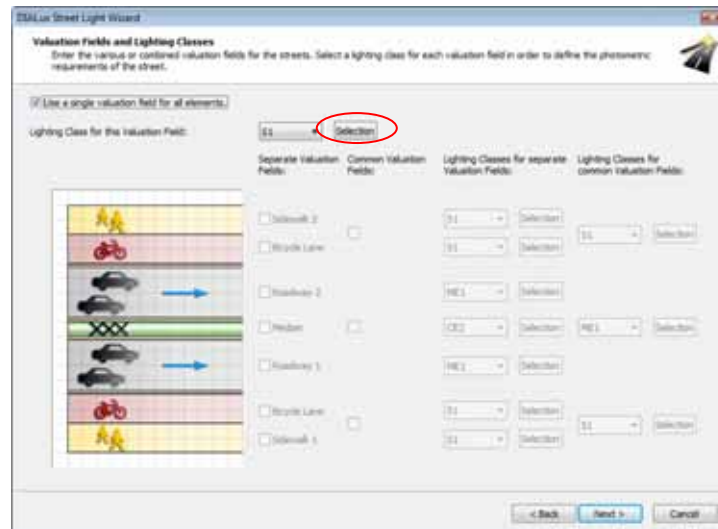 DIALux Street Light Wizard
Valuation Fields and Lighting Classes
Enter the various or combined valuation fields for the streets. Select a lighting class for each valuation field in order to define the photometric
requirements of the street.
Use a single valuation field for all elements.
Lighting Class for this Valuation Field: S1 Selection
Separate Valuation Fields: Common Valuation Fields: Lighting Classes for separate Valuation Fields: Lighting Classes for common Valuation Fields:
Sidewalk 2 S1 Selection
S1 Selection
Bicycle Lane S1 Selection
Roadway 2 ME1 Selection
XXX
Median CE2 Selection ME1 Selection
Roadway 1 ME1 Selection
Bicycle Lane S1 Selection
S1 Selection
Sidewalk 1 S1 Selection
< Back Next > Cancel